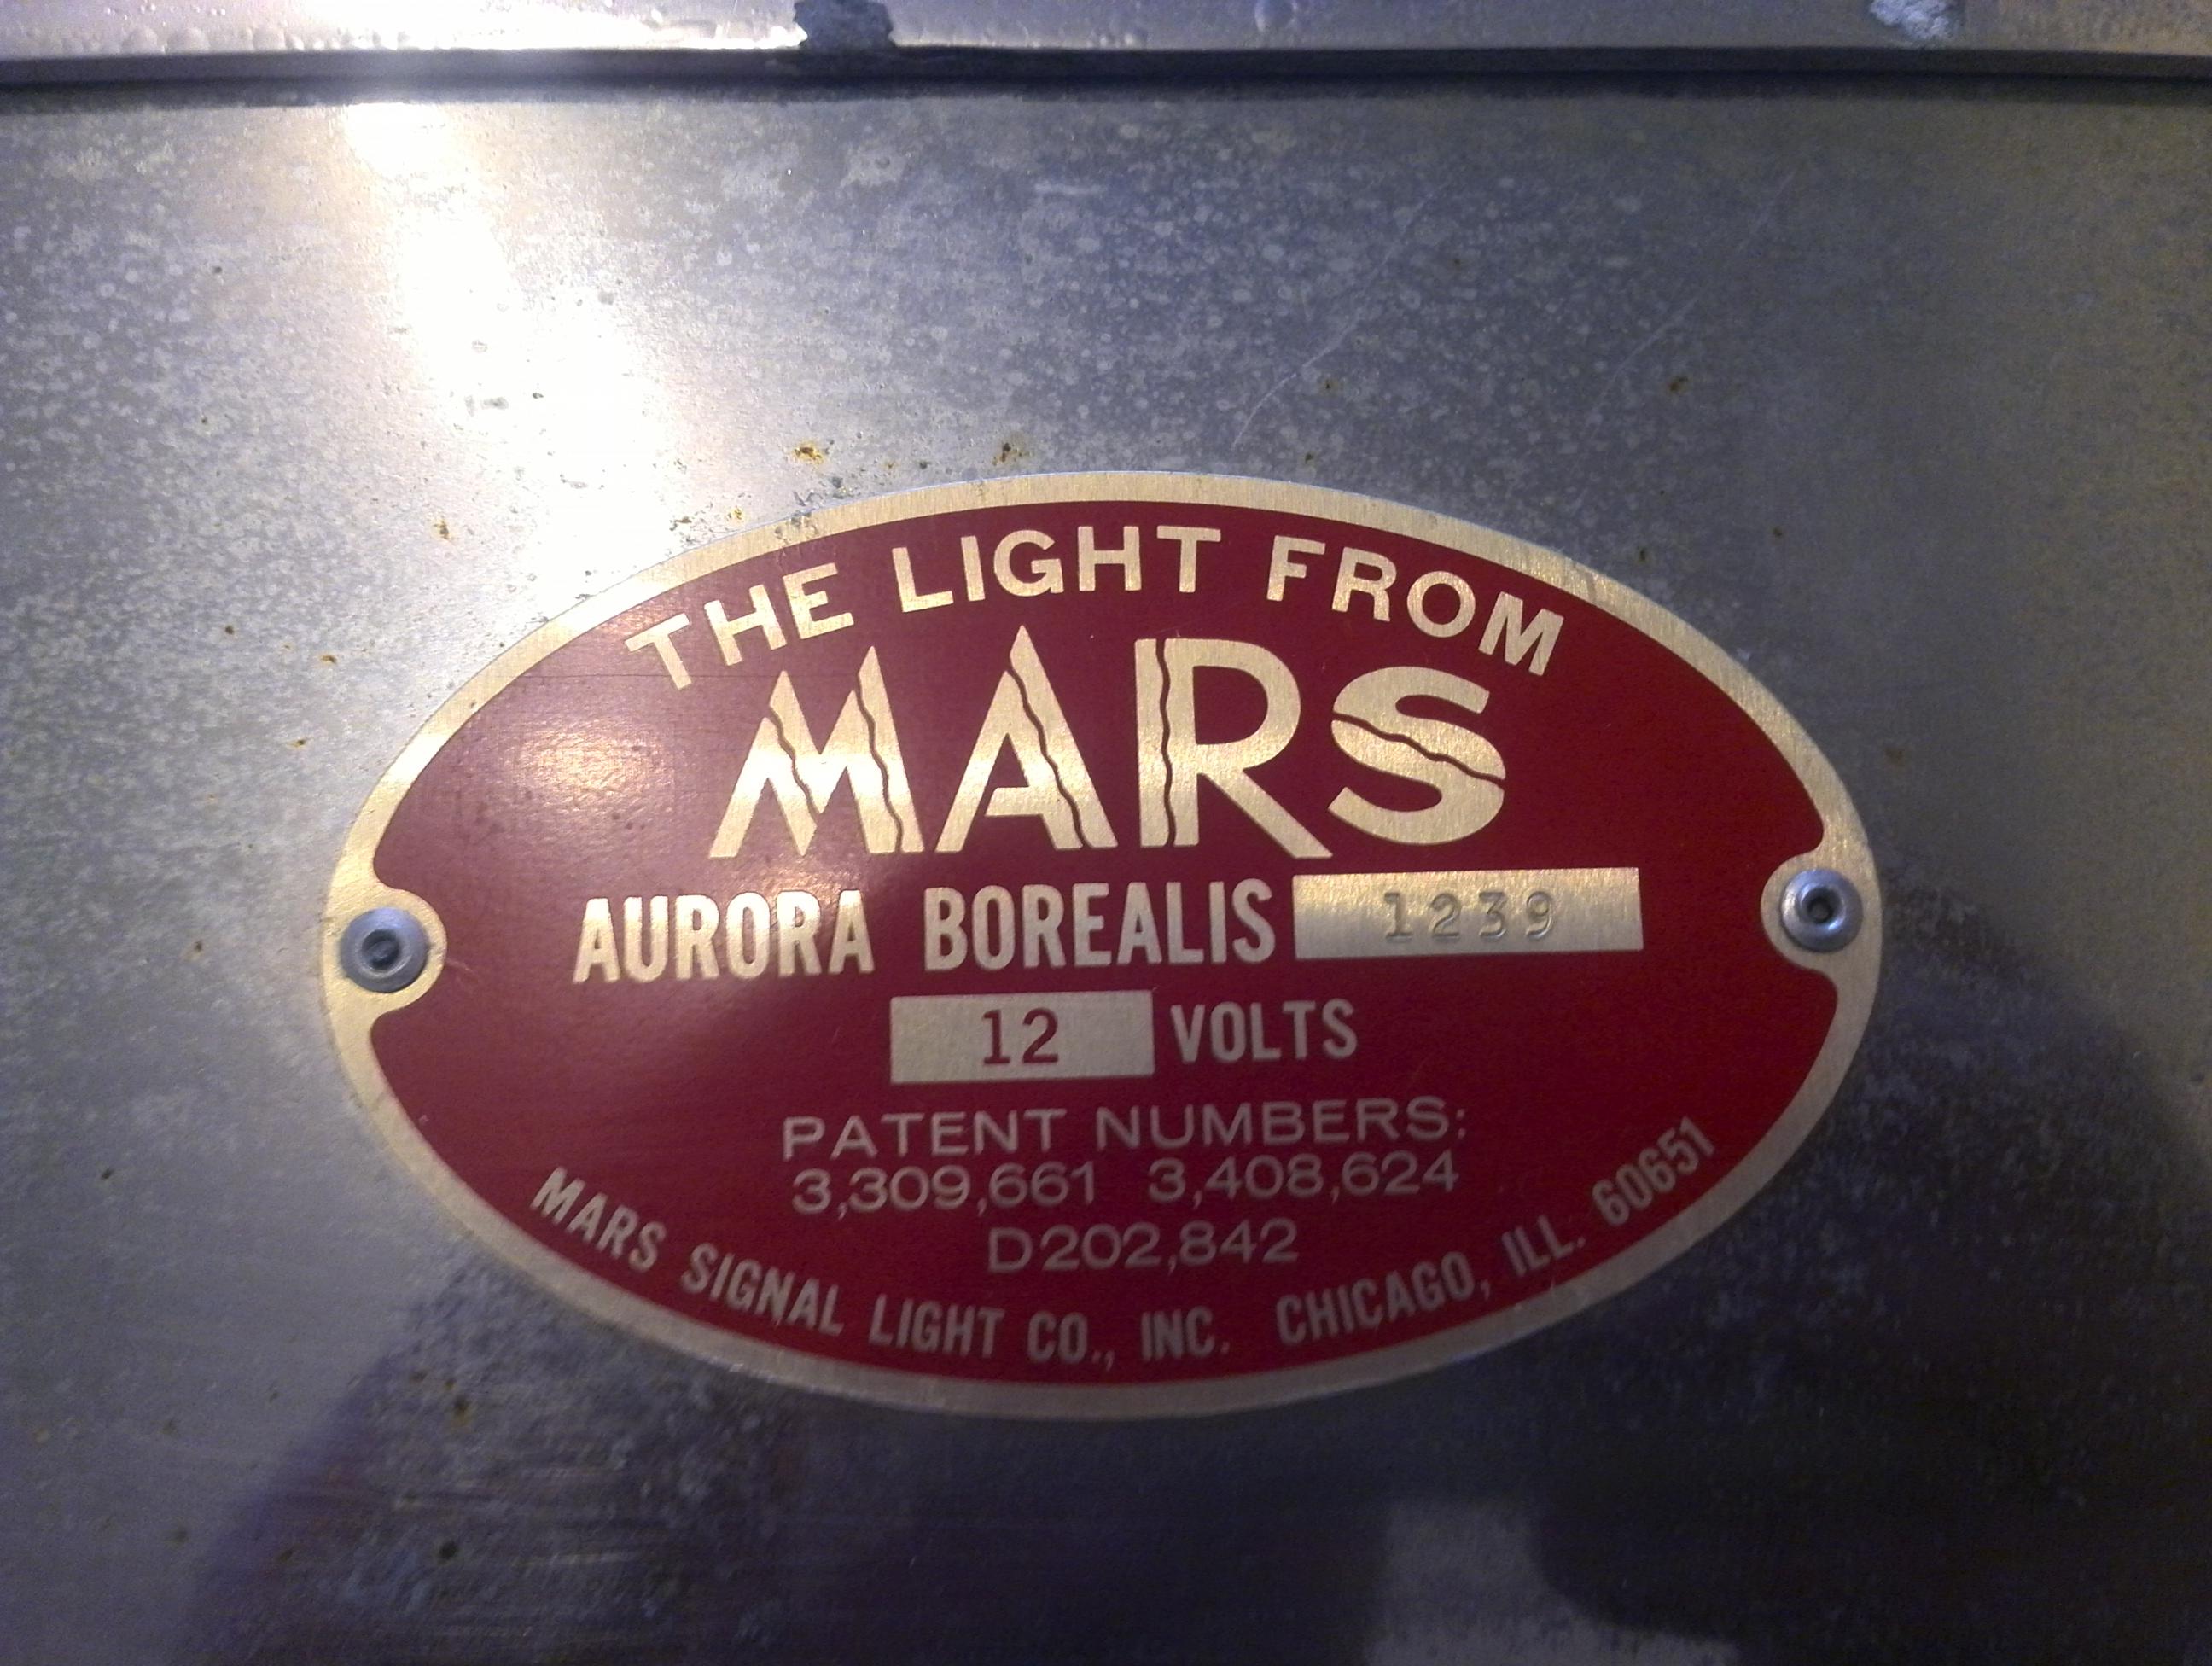 THE LIGHT FROM
MARS
AURORA BOREALIS 1239
12 VOLTS
PATENT NUMBERS:
3,309,661 3,408,624
D202,842
MARS SIGNAL LIGHT CO., INC. CHICAGO, ILL. 60651